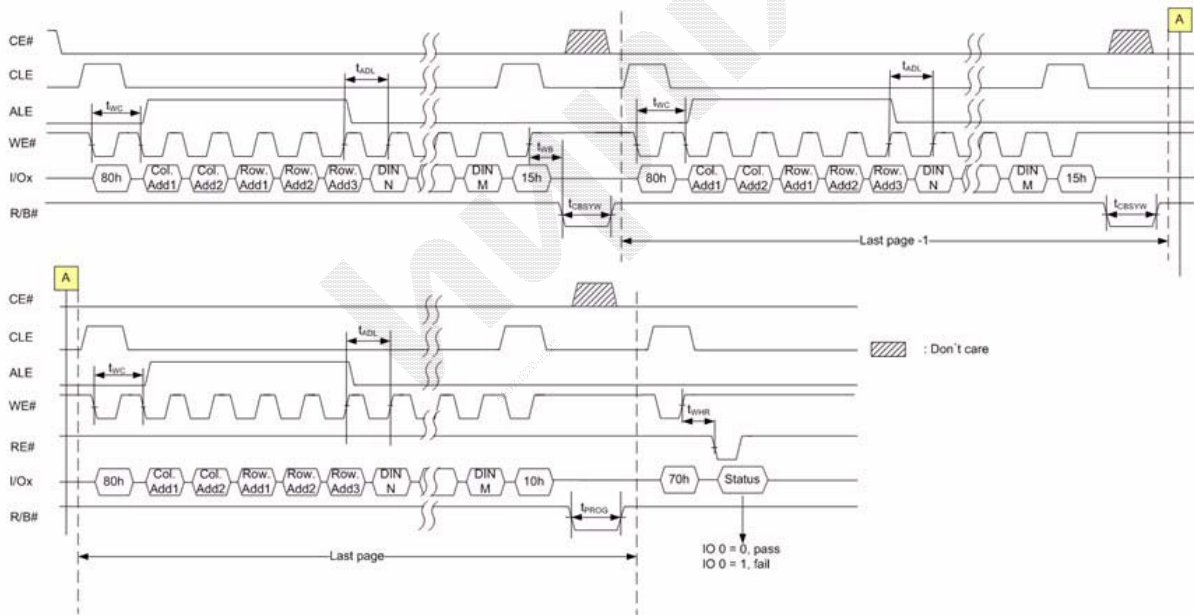 A
CE#
CLE
tADL tADL
ALE
tWC tWC
WE#
tWB
I/Ox 80h Col. Add1 Col. Add2 Row. Add1 Row. Add2 Row. Add3 DIN N DIN M 15h 80h Col. Add1 Col. Add2 Row. Add1 Row. Add2 Row. Add3 DIN N DIN M 15h
R/B# tCBSYW tCBSYW
Last page -1
A
CE#
CLE
tADL
: Don`t care
ALE
tWC
WE#
tWHR
RE#
I/Ox 80h Col. Add1 Col. Add2 Row. Add1 Row. Add2 Row. Add3 DIN N DIN M 10h 70h Status
R/B# tPROG
IO 0 = 0, pass
Last page
IO 0 = 1, fail